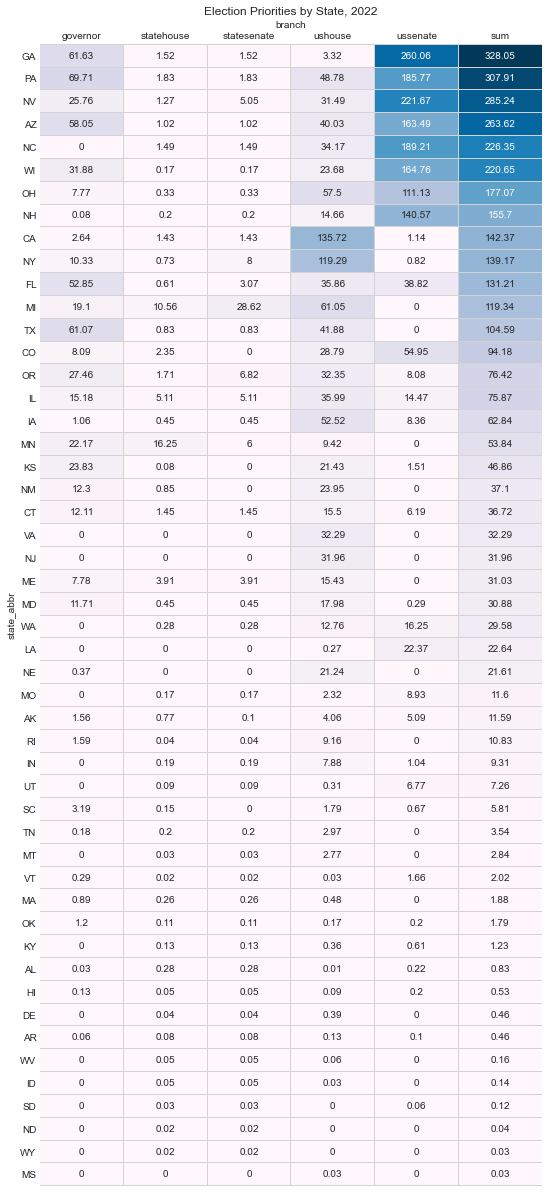 Election Priorities by State, 2022
branch
governor statehouse statesenate ushouse ussenate sum
GA 61.63 1.52 1.52 3.32 260.06 328.05
PA 69.71 1.83 1.83 48.78 185.77 307.91
NV 25.76 1.27 5.05 31.49 221.67 285.24
AZ 58.05 1.02 1.02 40.03 163.49 263.62
NC 0 1.49 1.49 34.17 189.21 226.35
WI 31.88 0.17 0.17 23.68 164.76 220.65
OH 7.77 0.33 0.33 57.5 111.13 177.07
NH 0.08 0.2 0.2 14.66 140.57 155.7
CA 2.64 1.43 1.43 135.72 1.14 142.37
NY 10.33 0.73 8 119.29 0.82 139.17
FL 52.85 0.61 3.07 35.86 38.82 131.21
MI 19.1 10.56 28.62 61.05 0 119.34
TX 61.07 0.83 0.83 41.88 0 104.59
CO 8.09 2.35 0 28.79 54.95 94.18
OR 27.46 1.71 6.82 32.35 8.08 76.42
IL 15.18 5.11 5.11 35.99 14.47 75.87
IA 1.06 0.45 0.45 52.52 8.36 62.84
MN 22.17 16.25 6 9.42 0 53.84
KS 23.83 0.08 0 21.43 1.51 46.86
NM 12.3 0.85 0 23.95 0 37.1
CT 12.11 1.45 1.45 15.5 6.19 36.72
VA 0 0 0 32.29 0 32.29
NJ 0 0 0 31.96 0 31.96
ME 7.78 3.91 3.91 15.43 0 31.03
state_abbr
MD 11.71 0.45 0.45 17.98 0.29 30.88
WA 0 0.28 0.28 12.76 16.25 29.58
LA 0 0 0 0.27 22.37 22.64
NE 0.37 0 0 21.24 0 21.61
MO 0 0.17 0.17 2.32 8.93 11.6
AK 1.56 0.77 0.1 4.06 5.09 11.59
RI 1.59 0.04 0.04 9.16 0 10.83
IN 0 0.19 0.19 7.88 1.04 9.31
UT 0 0.09 0.09 0.31 6.77 7.26
SC 3.19 0.15 0 1.79 0.67 5.81
TN 0.18 0.2 0.2 2.97 0 3.54
MT 0 0.03 0.03 2.77 0 2.84
VT 0.29 0.02 0.02 0.03 1.66 2.02
MA 0.89 0.26 0.26 0.48 0 1.88
OK 1.2 0.11 0.11 0.17 0.2 1.79
KY 0 0.13 0.13 0.36 0.61 1.23
AL 0.03 0.28 0.28 0.01 0.22 0.83
HI 0.13 0.05 0.05 0.09 0.2 0.53
DE 0 0.04 0.04 0.39 0 0.46
AR 0.06 0.08 0.08 0.13 0.1 0.46
WV 0 0.05 0.05 0.06 0 0.16
ID 0 0.05 0.05 0.03 0 0.14
SD 0 0.03 0.03 0 0.06 0.12
ND 0 0.02 0.02 0 0 0.04
WY 0 0.02 0.02 0 0 0.03
MS 0 0 0 0.03 0 0.03